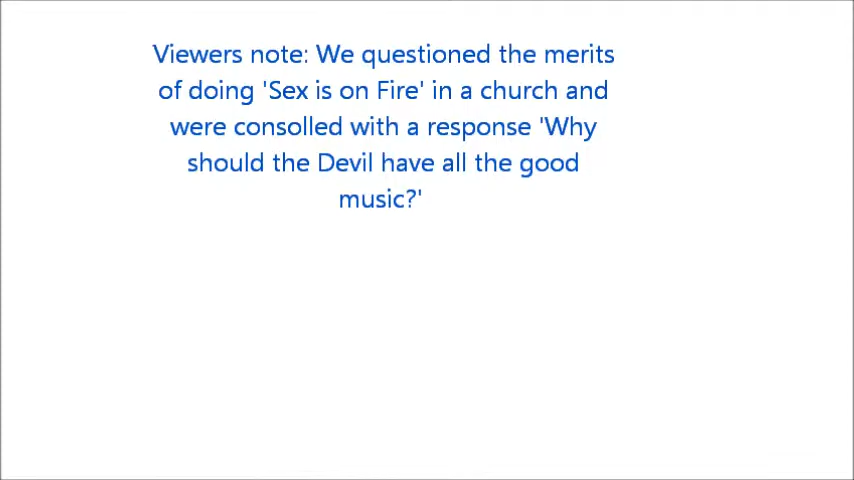 Viewers note: We questioned the merits
of doing 'Sex is on Fire' in a church and
were consolled with a response 'Why
should the Devil have all the good
music?'